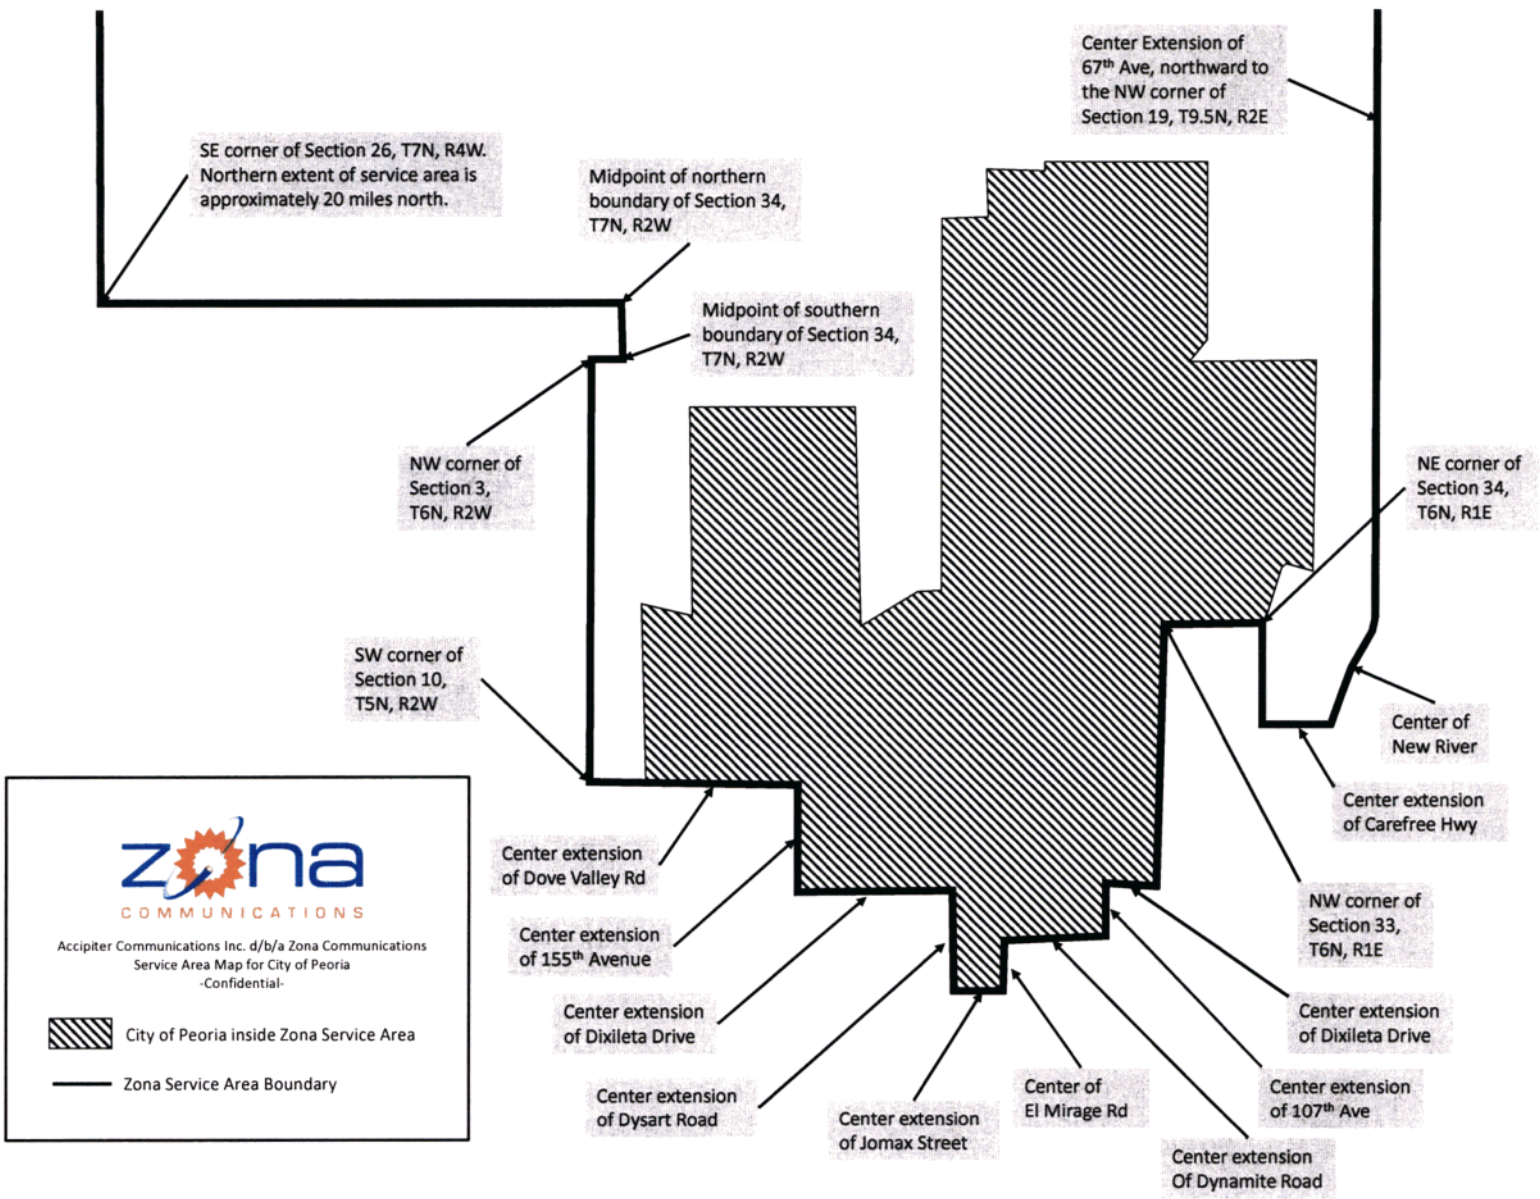 Center Extension of
67th Ave, northward to
the NW corner of
Section 19, T9.5N, R2E
SE corner of Section 26, T7N, R4W.
Northern extent of service area is
approximately 20 miles north.
Midpoint of northern
boundary of Section 34,
T7N, R2W
Midpoint of southern
boundary of Section 34,
T7N, R2W
NW corner of
Section 3,
T6N, R2W
NE corner of
Section 34,
T6N, R1E
SW corner of
Section 10,
T5N, R2W
Center of
New River
Center extension
of Carefree Hwy
Center extension
of Dove Valley Rd
NW corner of
Section 33,
T6N, R1E
Center extension
of 155th Avenue
Center extension
of Dixileta Drive
Center extension
of Dixileta Drive
Center extension
of Dysart Road
Center extension
of Jomax Street
Center of
El Mirage Rd
Center extension
of 107th Ave
Center extension
Of Dynamite Road
zona
COMMUNICATIONS
Accipiter Communications Inc. d/b/a Zona Communications
Service Area Map for City of Peoria
-Confidential-
City of Peoria inside Zona Service Area
Zona Service Area Boundary